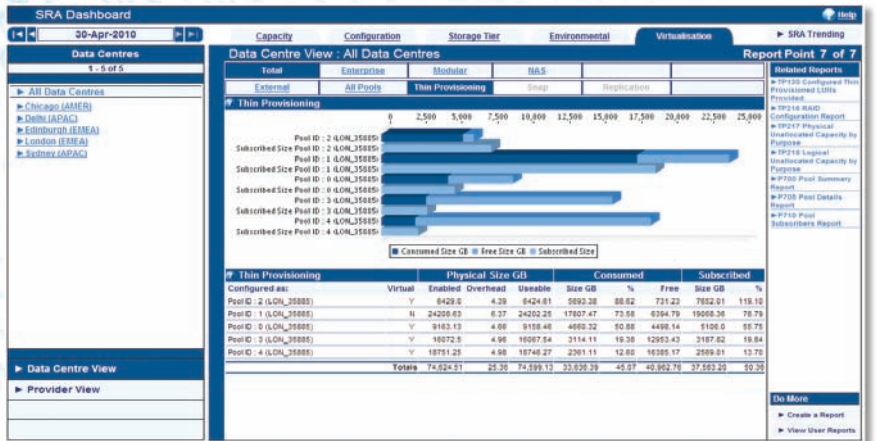 SRA Dashboard
Help
30-Apr-2010
Capacity
Configuration
Storage Tier
Environmental
Virtualisation
SRA Trending
Data Centres
1 - 5 of 5
All Data Centres
Chicago (AMER)
Delhi (APAC)
Edinburgh (EMEA)
London (EMEA)
Sydney (APAC)
Data Centre View
Provider View
Data Centre View : All Data Centres
Report Point 7 of 7
Total
Enterprise
Modular
NAS
External
All Pools
Thin Provisioning
Snap
Replication
Thin Provisioning
0 2,500 5,000 7,500 10,000 12,500 15,000 17,500 20,000 22,500 25,000
Pool ID : 2 (LON_35885)
Subscribed Size Pool ID : 2 (LON_35885)
Pool ID : 1 (LON_35885)
Subscribed Size Pool ID : 1 (LON_35885)
Pool ID : 0 (LON_35885)
Subscribed Size Pool ID : 0 (LON_35885)
Pool ID : 3 (LON_35885)
Subscribed Size Pool ID : 3 (LON_35885)
Pool ID : 4 (LON_35885)
Subscribed Size Pool ID : 4 (LON_35885)
Consumed Size GB Free Size GB Subscribed Size
Thin Provisioning Physical Size GB Consumed Subscribed
Configured as: Virtual Enabled Overhead Useable Size GB % Free Size GB %
Pool ID : 2 (LON_35885) Y 6429.0 4.39 6424.61 5693.38 88.62 731.23 7652.01 119.10
Pool ID : 1 (LON_35885) N 24208.63 6.37 24202.25 17807.47 73.58 6394.79 19068.36 78.79
Pool ID : 0 (LON_35885) Y 9163.13 4.66 9158.46 4660.32 50.88 4498.14 5106.0 55.75
Pool ID : 3 (LON_35885) Y 16072.5 4.96 16067.54 3114.11 19.38 12953.43 3187.82 19.84
Pool ID : 4 (LON_35885) Y 18751.25 4.98 18746.27 2361.11 12.60 16385.17 2569.01 13.70
Totals 74,624.51 25.36 74,599.13 33,636.39 45.07 40,962.76 37,583.20 50.36
Related Reports
TP130 Configured Thin Provisioned LUNs Provided
TP216 RAID Configuration Report
TP217 Physical Unallocated Capacity by Purpose
TP218 Logical Unallocated Capacity by Purpose
P700 Pool Summary Report
P705 Pool Details Report
P710 Pool Subscribers Report
Do More
Create a Report
View User Reports